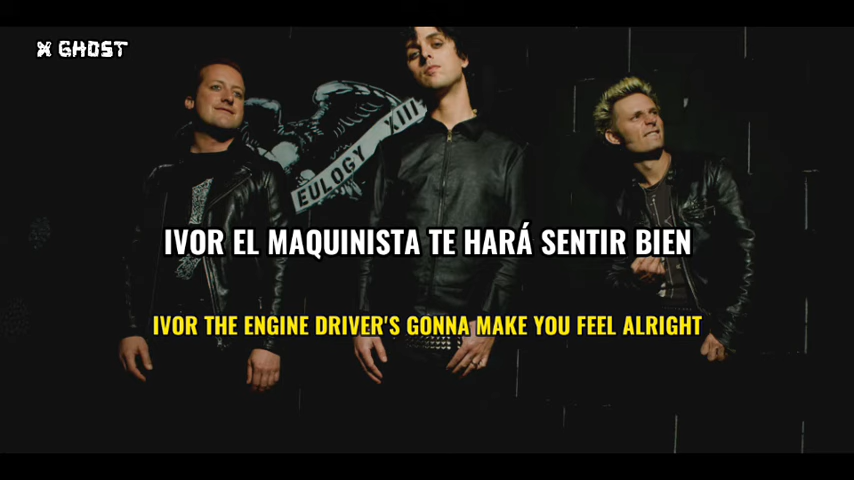 X GHOST
EULOGY XIII
IVOR EL MAQUINISTA TE HARÁ SENTIR BIEN
IVOR THE ENGINE DRIVER'S GONNA MAKE YOU FEEL ALRIGHT